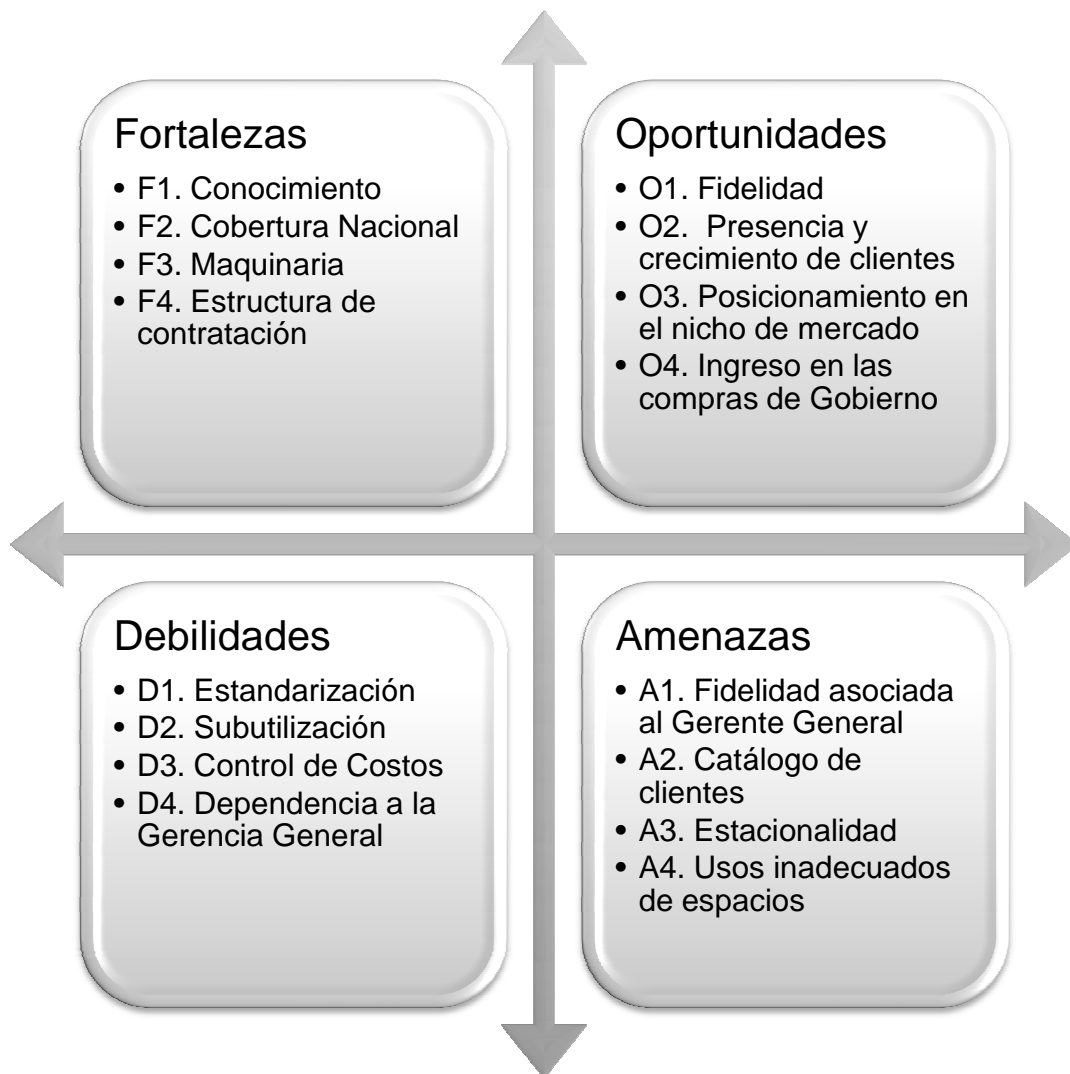 Fortalezas
• F1. Conocimiento
• F2. Cobertura Nacional
• F3. Maquinaria
• F4. Estructura de
contratación
Oportunidades
• O1. Fidelidad
• O2.  Presencia y
crecimiento de clientes
• O3. Posicionamiento en
el nicho de mercado
• O4. Ingreso en las
compras de Gobierno
Debilidades
• D1. Estandarización
• D2. Subutilización
• D3. Control de Costos
• D4. Dependencia a la
Gerencia General
Amenazas
• A1. Fidelidad asociada
al Gerente General
• A2. Catálogo de
clientes
• A3. Estacionalidad
• A4. Usos inadecuados
de espacios